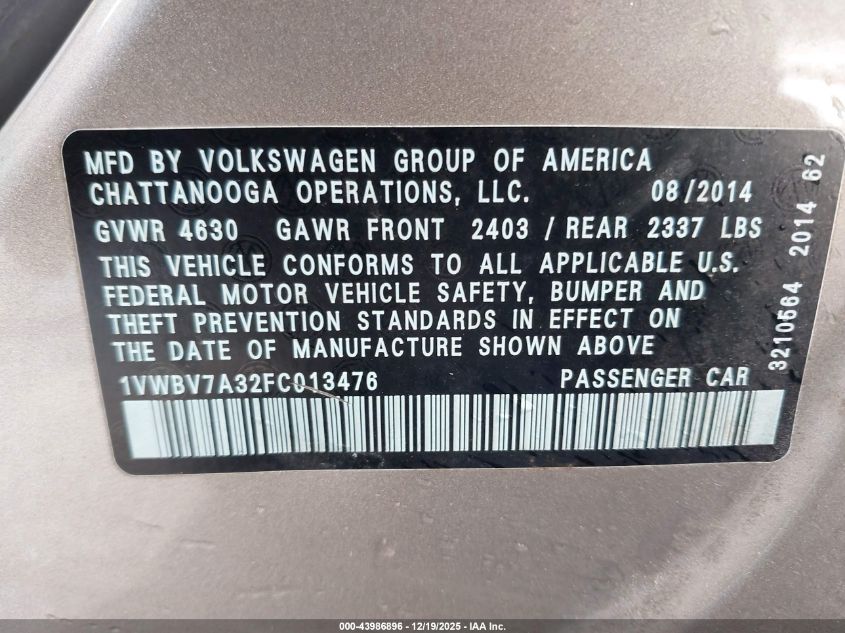 MFD BY VOLKSWAGEN GROUP OF AMERICA
CHATTANOOGA OPERATIONS, LLC. 08/2014
GVWR 4630 GAWR FRONT 2403 / REAR 2337 LBS
THIS VEHICLE CONFORMS TO ALL APPLICABLE U.S.
FEDERAL MOTOR VEHICLE SAFETY, BUMPER AND
THEFT PREVENTION STANDARDS IN EFFECT ON
THE DATE OF MANUFACTURE SHOWN ABOVE
1VWBV7A32FC013476 PASSENGER CAR
3210564 2014 62
000-43986896 - 12/19/2025 - IAA Inc.